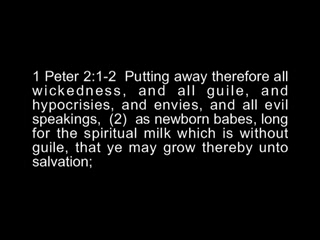 1 Peter 2:1-2 Putting away therefore all
wickedness, and all guile, and
hypocrisies, and envies, and all evil
speakings, (2) as newborn babes, long
for the spiritual milk which is without
guile, that ye may grow thereby unto
salvation;